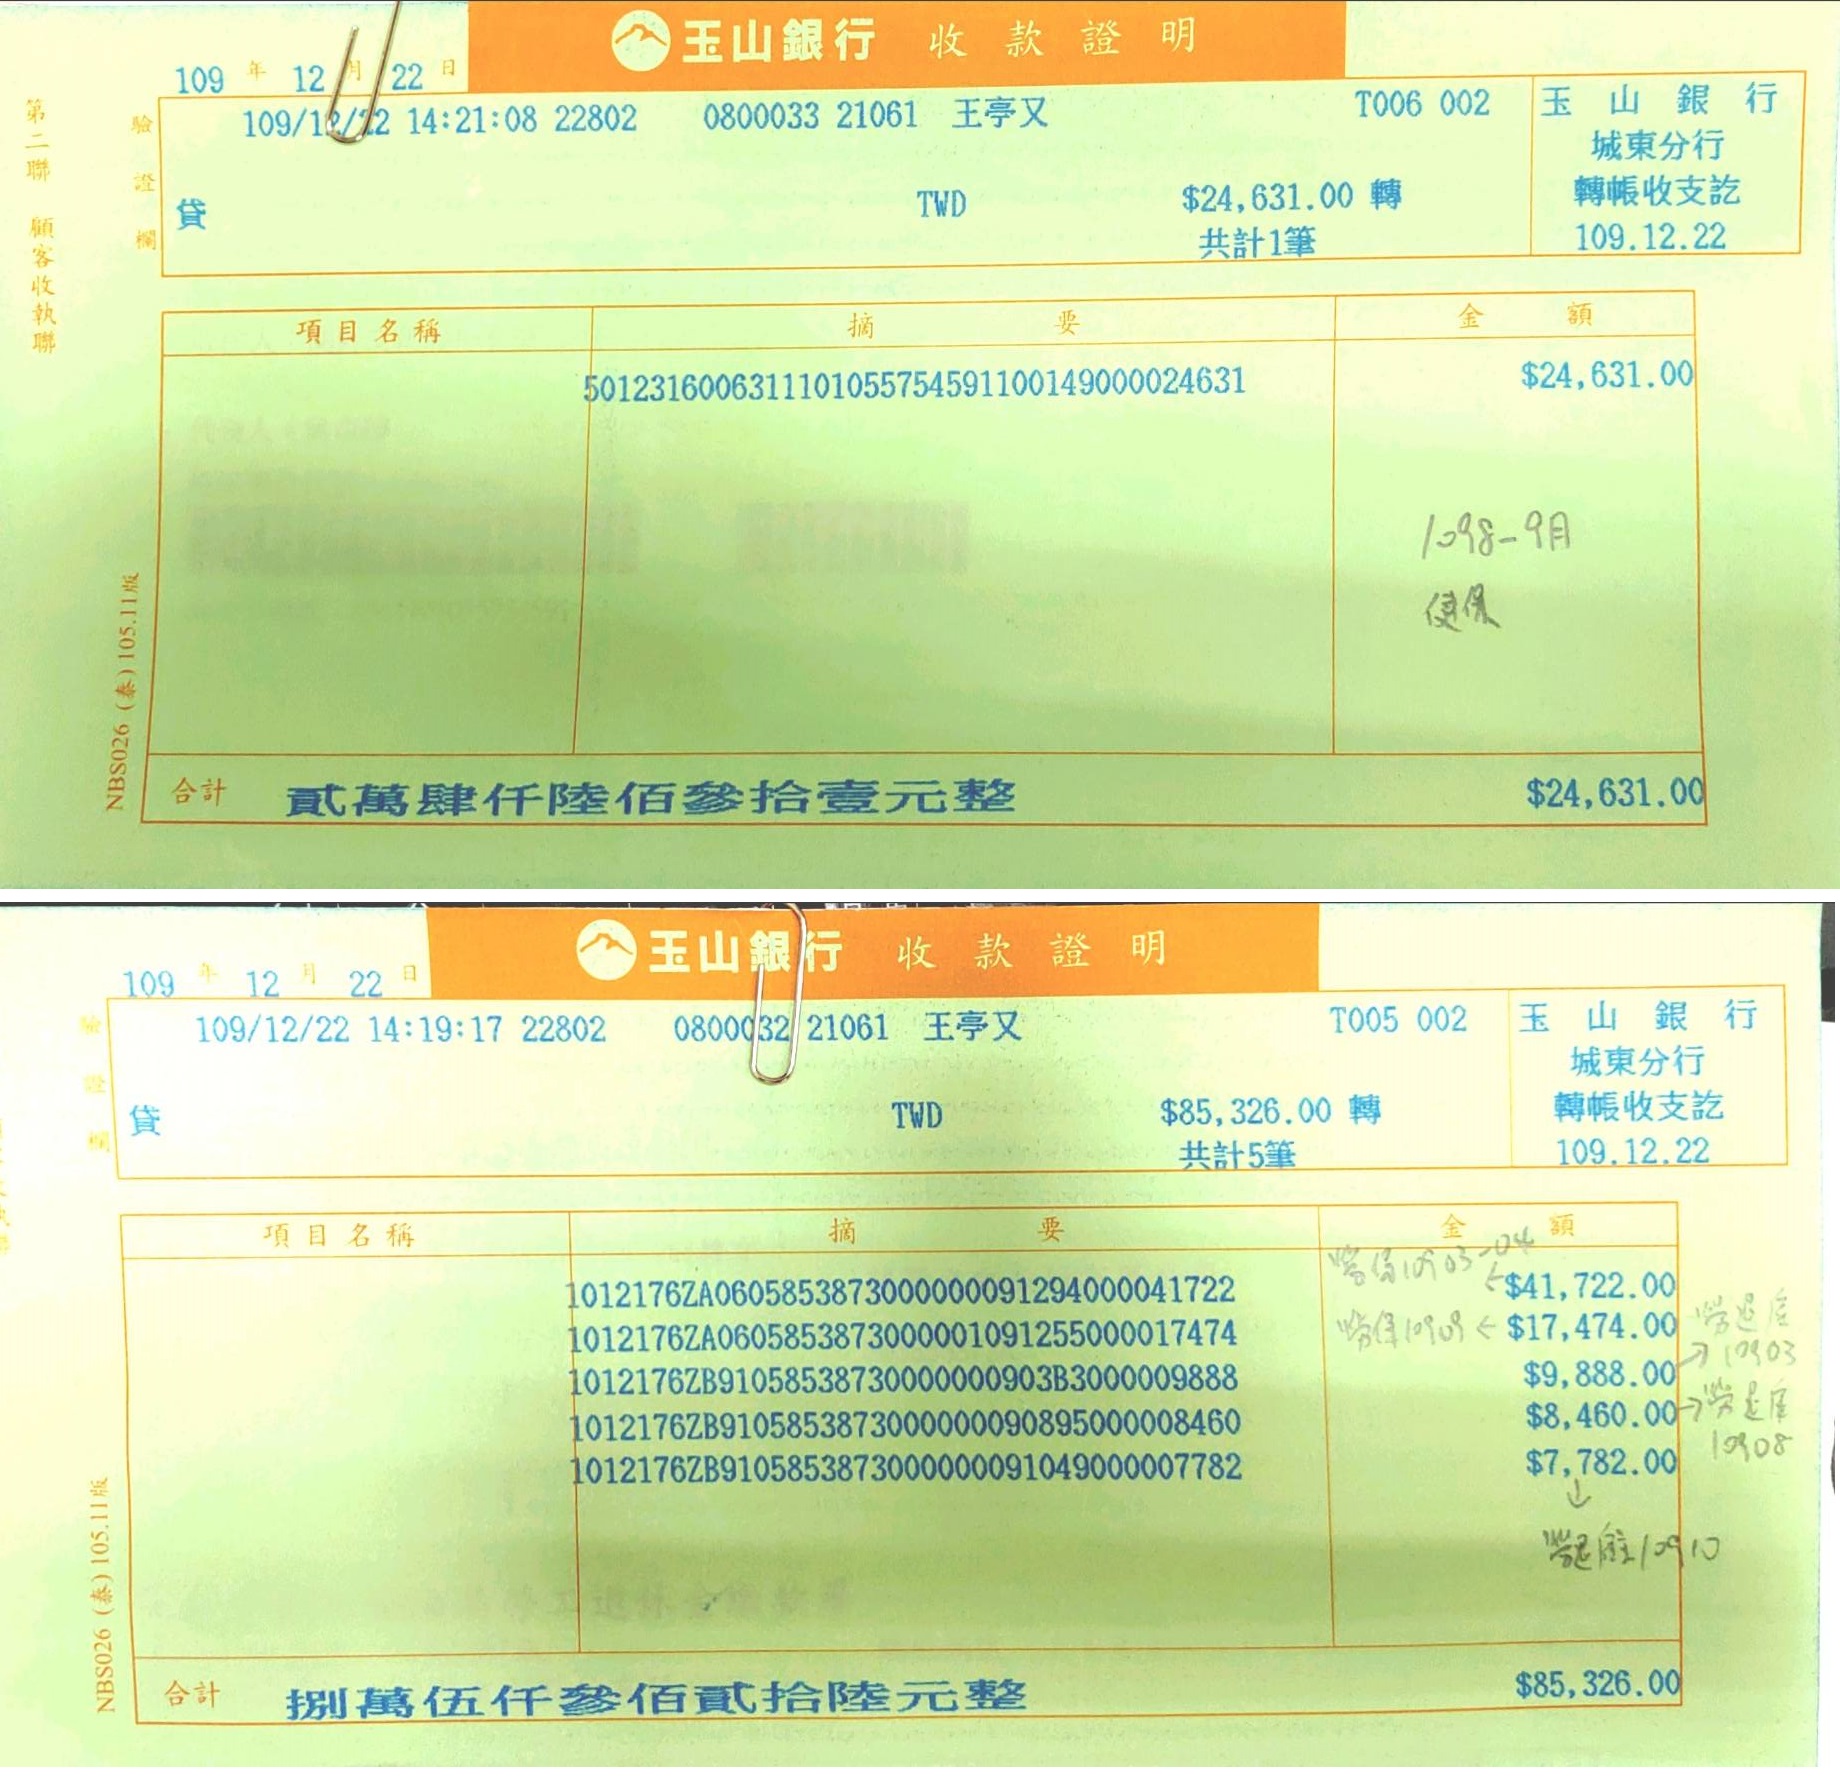 玉山銀行 收款證明
109 年 12 月 22 日
第二聯 顧客收執聯
驗證欄
109/12/22 14:21:08 22802 0800033 21061 王亭又 T006 002
玉山銀行
城東分行
轉帳收支訖
109.12.22
貸 TWD $24,631.00 轉
共計1筆
項目名稱 摘要 金額
5012316006311101055754591100149000024631 $24,631.00
1098-9月
健保
NBS026 (泰) 105.11版
合計 貳萬肆仟陸佰參拾壹元整 $24,631.00
玉山銀行 收款證明
109 年 12 月 22 日
驗證欄
109/12/22 14:19:17 22802 0800032 21061 王亭又 T005 002
玉山銀行
城東分行
轉帳收支訖
109.12.22
貸 TWD $85,326.00 轉
共計5筆
項目名稱 摘要 金額
勞保10903-04
1012176ZA0605853873000000091294000041722 ←$41,722.00
1012176ZA0605853873000001091255000017474 勞保10909 ← $17,474.00
1012176ZB910585387300000000903B3000009888 $9,888.00 → 勞退雇 10903
1012176ZB9105853873000000090895000008460 $8,460.00 → 勞退雇 10908
1012176ZB9105853873000000091049000007782 $7,782.00
↓
勞退雇10910
NBS026 (泰) 105.11版
合計 捌萬伍仟參佰貳拾陸元整 $85,326.00